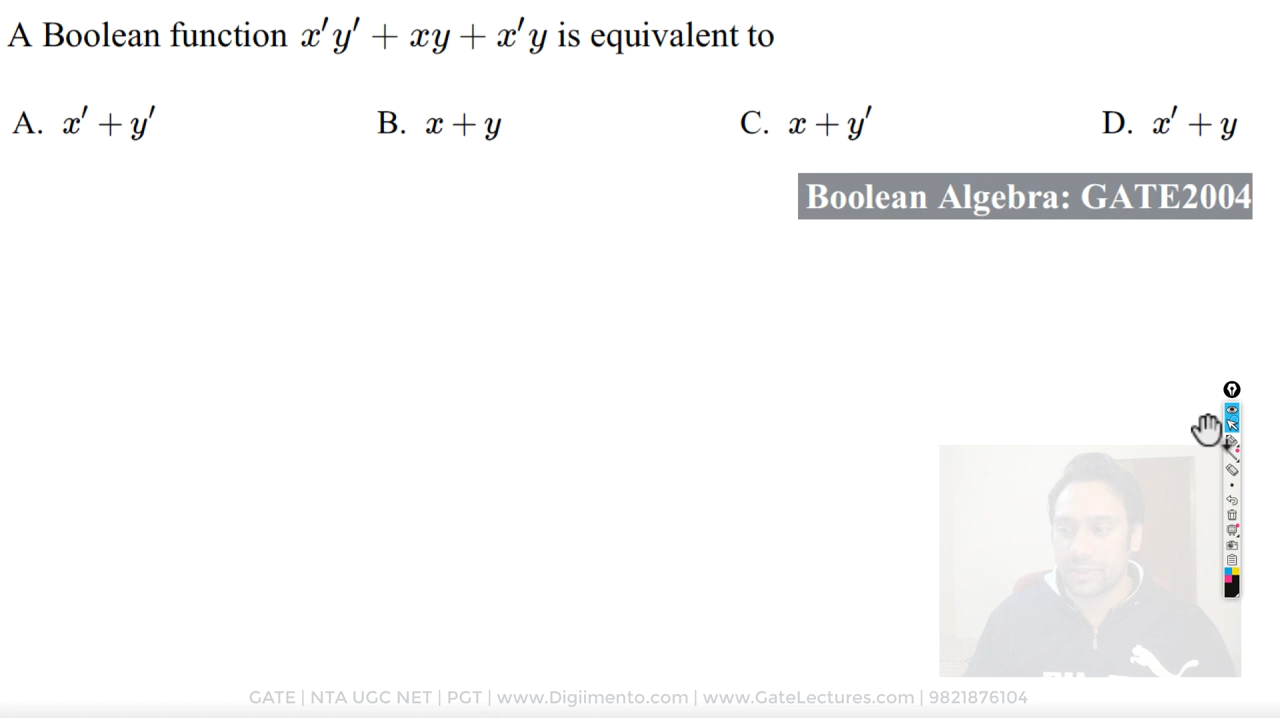 A Boolean function x′y′ + xy + x′y is equivalent to
A. x′ + y′ B. x + y C. x + y′ D. x′ + y
Boolean Algebra: GATE2004
GATE | NTA UGC NET | PGT | www.Digiimento.com | www.GateLectures.com | 9821876104